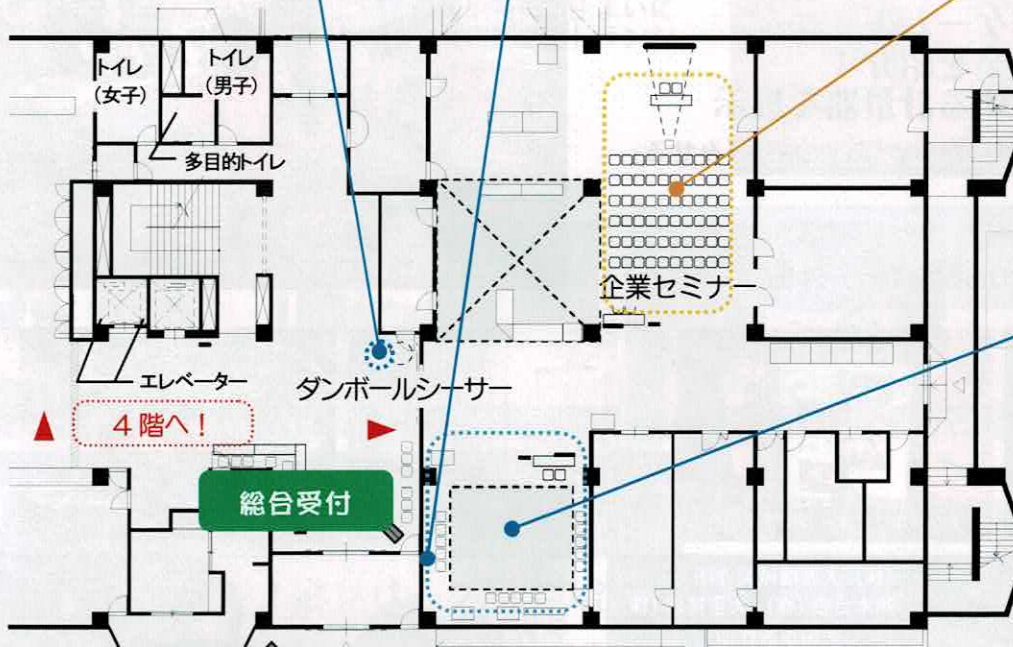 トイレ
(女子)
トイレ
(男子)
多目的トイレ
企業セミナー
エレベーター
ダンボールシーサー
4階へ!
総合受付